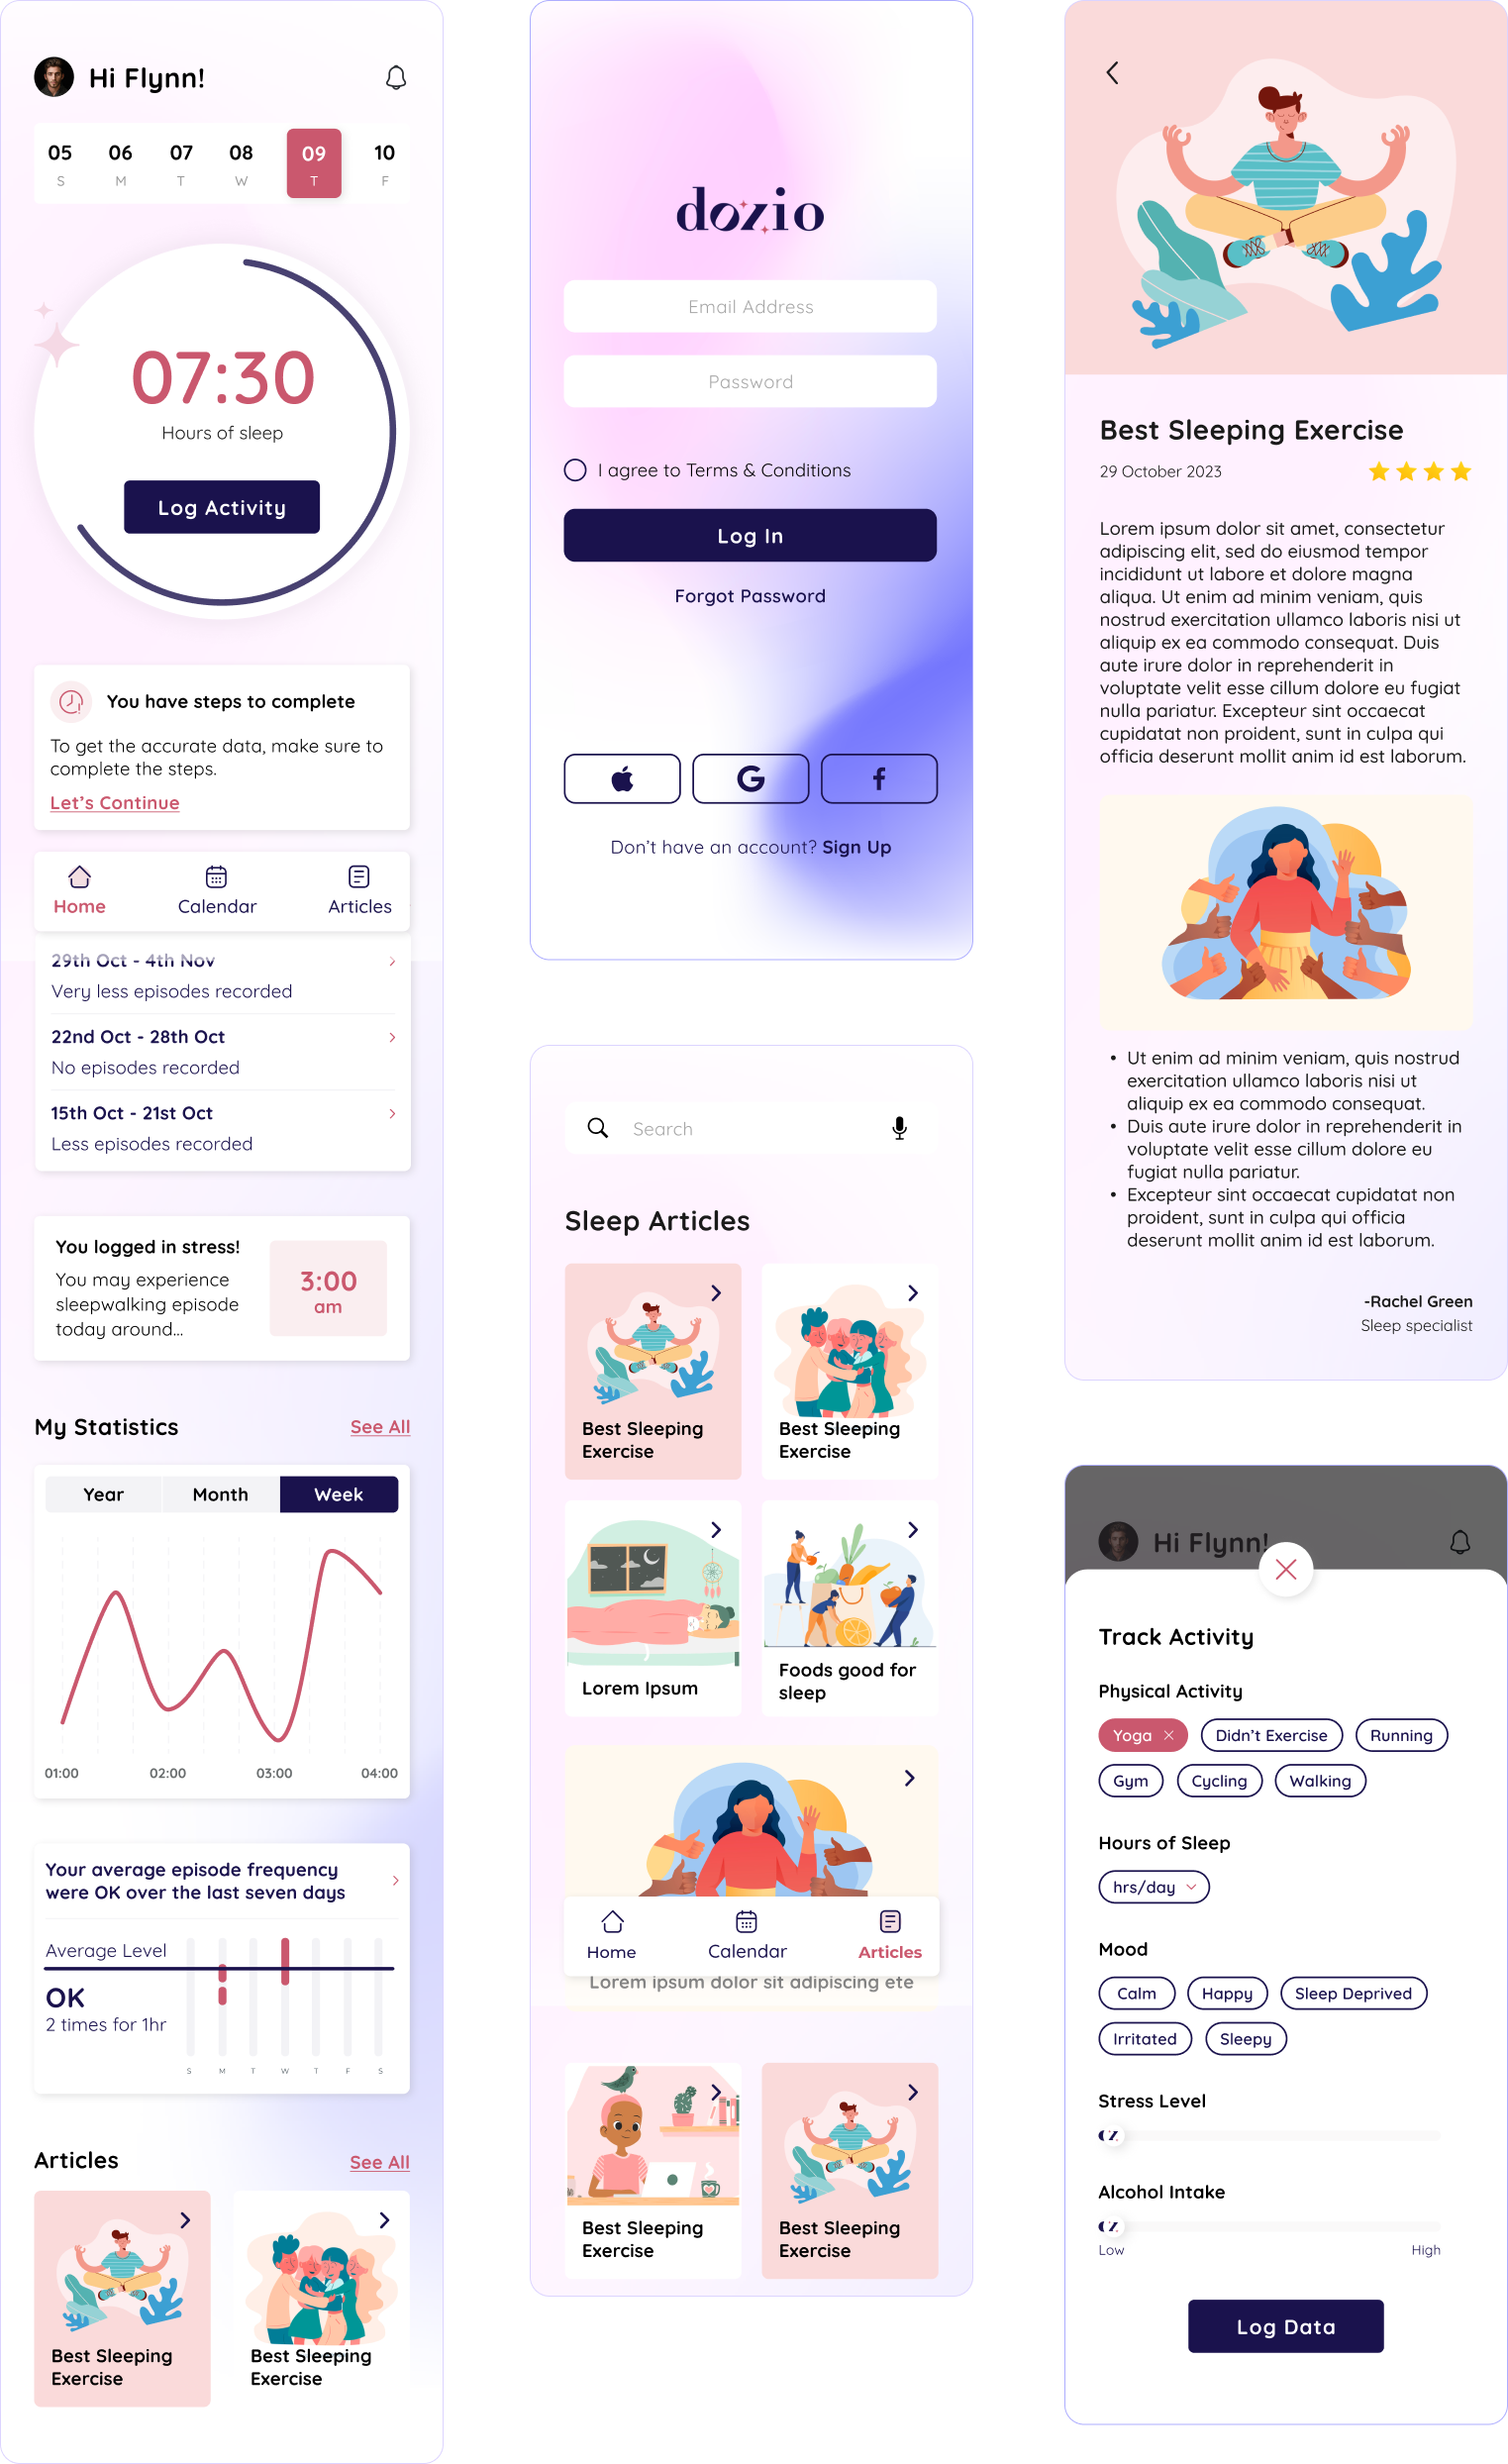 Hi Flynn!
05 06 07 08 09 10
S M T W T F
07:30
Hours of sleep
Log Activity
You have steps to complete
To get the accurate data, make sure to
complete the steps.
Let's Continue
Home Calendar Articles
29th Oct - 4th Nov
Very less episodes recorded
22nd Oct - 28th Oct
No episodes recorded
15th Oct - 21st Oct
Less episodes recorded
You logged in stress!
You may experience
sleepwalking episode
today around...
3:00
am
My Statistics See All
Year Month Week
01:00 02:00 03:00 04:00
Your average episode frequency
were OK over the last seven days
Average Level
OK
2 times for 1hr
S M T W T F S
Articles See All
Best Sleeping
Exercise
Best Sleeping
Exercise
dozio
Email Address
Password
I agree to Terms & Conditions
Log In
Forgot Password
G f
Don't have an account? Sign Up
Search
Sleep Articles
Best Sleeping
Exercise
Best Sleeping
Exercise
Lorem Ipsum
Foods good for
sleep
Home Calendar Articles
Lorem ipsum dolor sit adipiscing ete
Best Sleeping
Exercise
Best Sleeping
Exercise
Best Sleeping Exercise
29 October 2023
Lorem ipsum dolor sit amet, consectetur
adipiscing elit, sed do eiusmod tempor
incididunt ut labore et dolore magna
aliqua. Ut enim ad minim veniam, quis
nostrud exercitation ullamco laboris nisi ut
aliquip ex ea commodo consequat. Duis
aute irure dolor in reprehenderit in
voluptate velit esse cillum dolore eu fugiat
nulla pariatur. Excepteur sint occaecat
cupidatat non proident, sunt in culpa qui
officia deserunt mollit anim id est laborum.
• Ut enim ad minim veniam, quis nostrud
exercitation ullamco laboris nisi ut
aliquip ex ea commodo consequat.
• Duis aute irure dolor in reprehenderit in
voluptate velit esse cillum dolore eu
fugiat nulla pariatur.
• Excepteur sint occaecat cupidatat non
proident, sunt in culpa qui officia
deserunt mollit anim id est laborum.
-Rachel Green
Sleep specialist
Hi Flynn!
Track Activity
Physical Activity
Yoga Didn't Exercise Running
Gym Cycling Walking
Hours of Sleep
hrs/day
Mood
Calm Happy Sleep Deprived
Irritated Sleepy
Stress Level
z
Alcohol Intake
z
Low High
Log Data